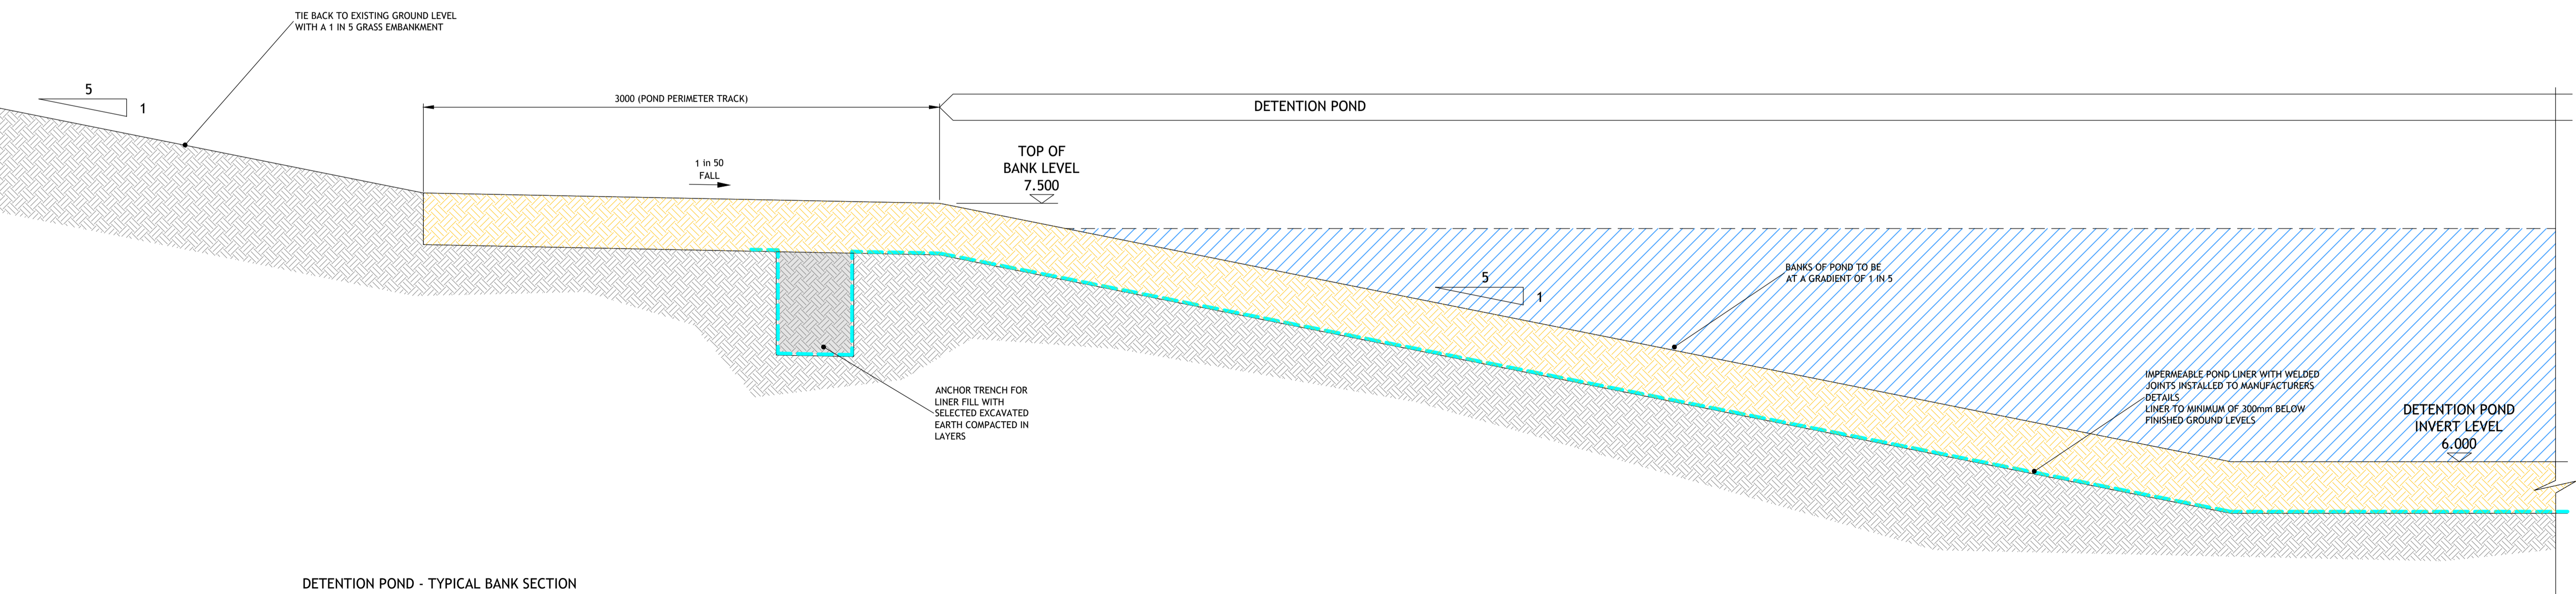 TIE BACK TO EXISTING GROUND LEVEL
WITH A 1 IN 5 GRASS EMBANKMENT
5
1
3000 (POND PERIMETER TRACK)
DETENTION POND
1 in 50
FALL
TOP OF
BANK LEVEL
7.500
5
1
BANKS OF POND TO BE
AT A GRADIENT OF 1 IN 5
ANCHOR TRENCH FOR
LINER FILL WITH
SELECTED EXCAVATED
EARTH COMPACTED IN
LAYERS
IMPERMEABLE POND LINER WITH WELDED
JOINTS INSTALLED TO MANUFACTURERS
DETAILS
LINER TO MINIMUM OF 300mm BELOW
FINISHED GROUND LEVELS
DETENTION POND
INVERT LEVEL
6.000
DETENTION POND - TYPICAL BANK SECTION